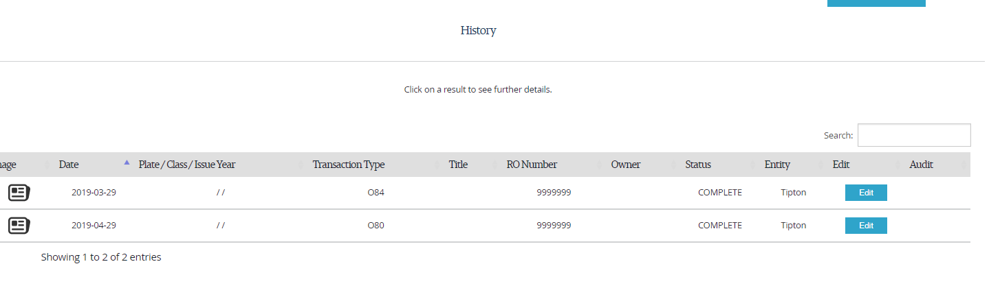 History
Click on a result to see further details.
Search:
Date Plate / Class / Issue Year Transaction Type Title RO Number Owner Status Entity Edit Audit
2019-03-29 / / O84 9999999 COMPLETE Tipton Edit
2019-04-29 / / O80 9999999 COMPLETE Tipton Edit
Showing 1 to 2 of 2 entries